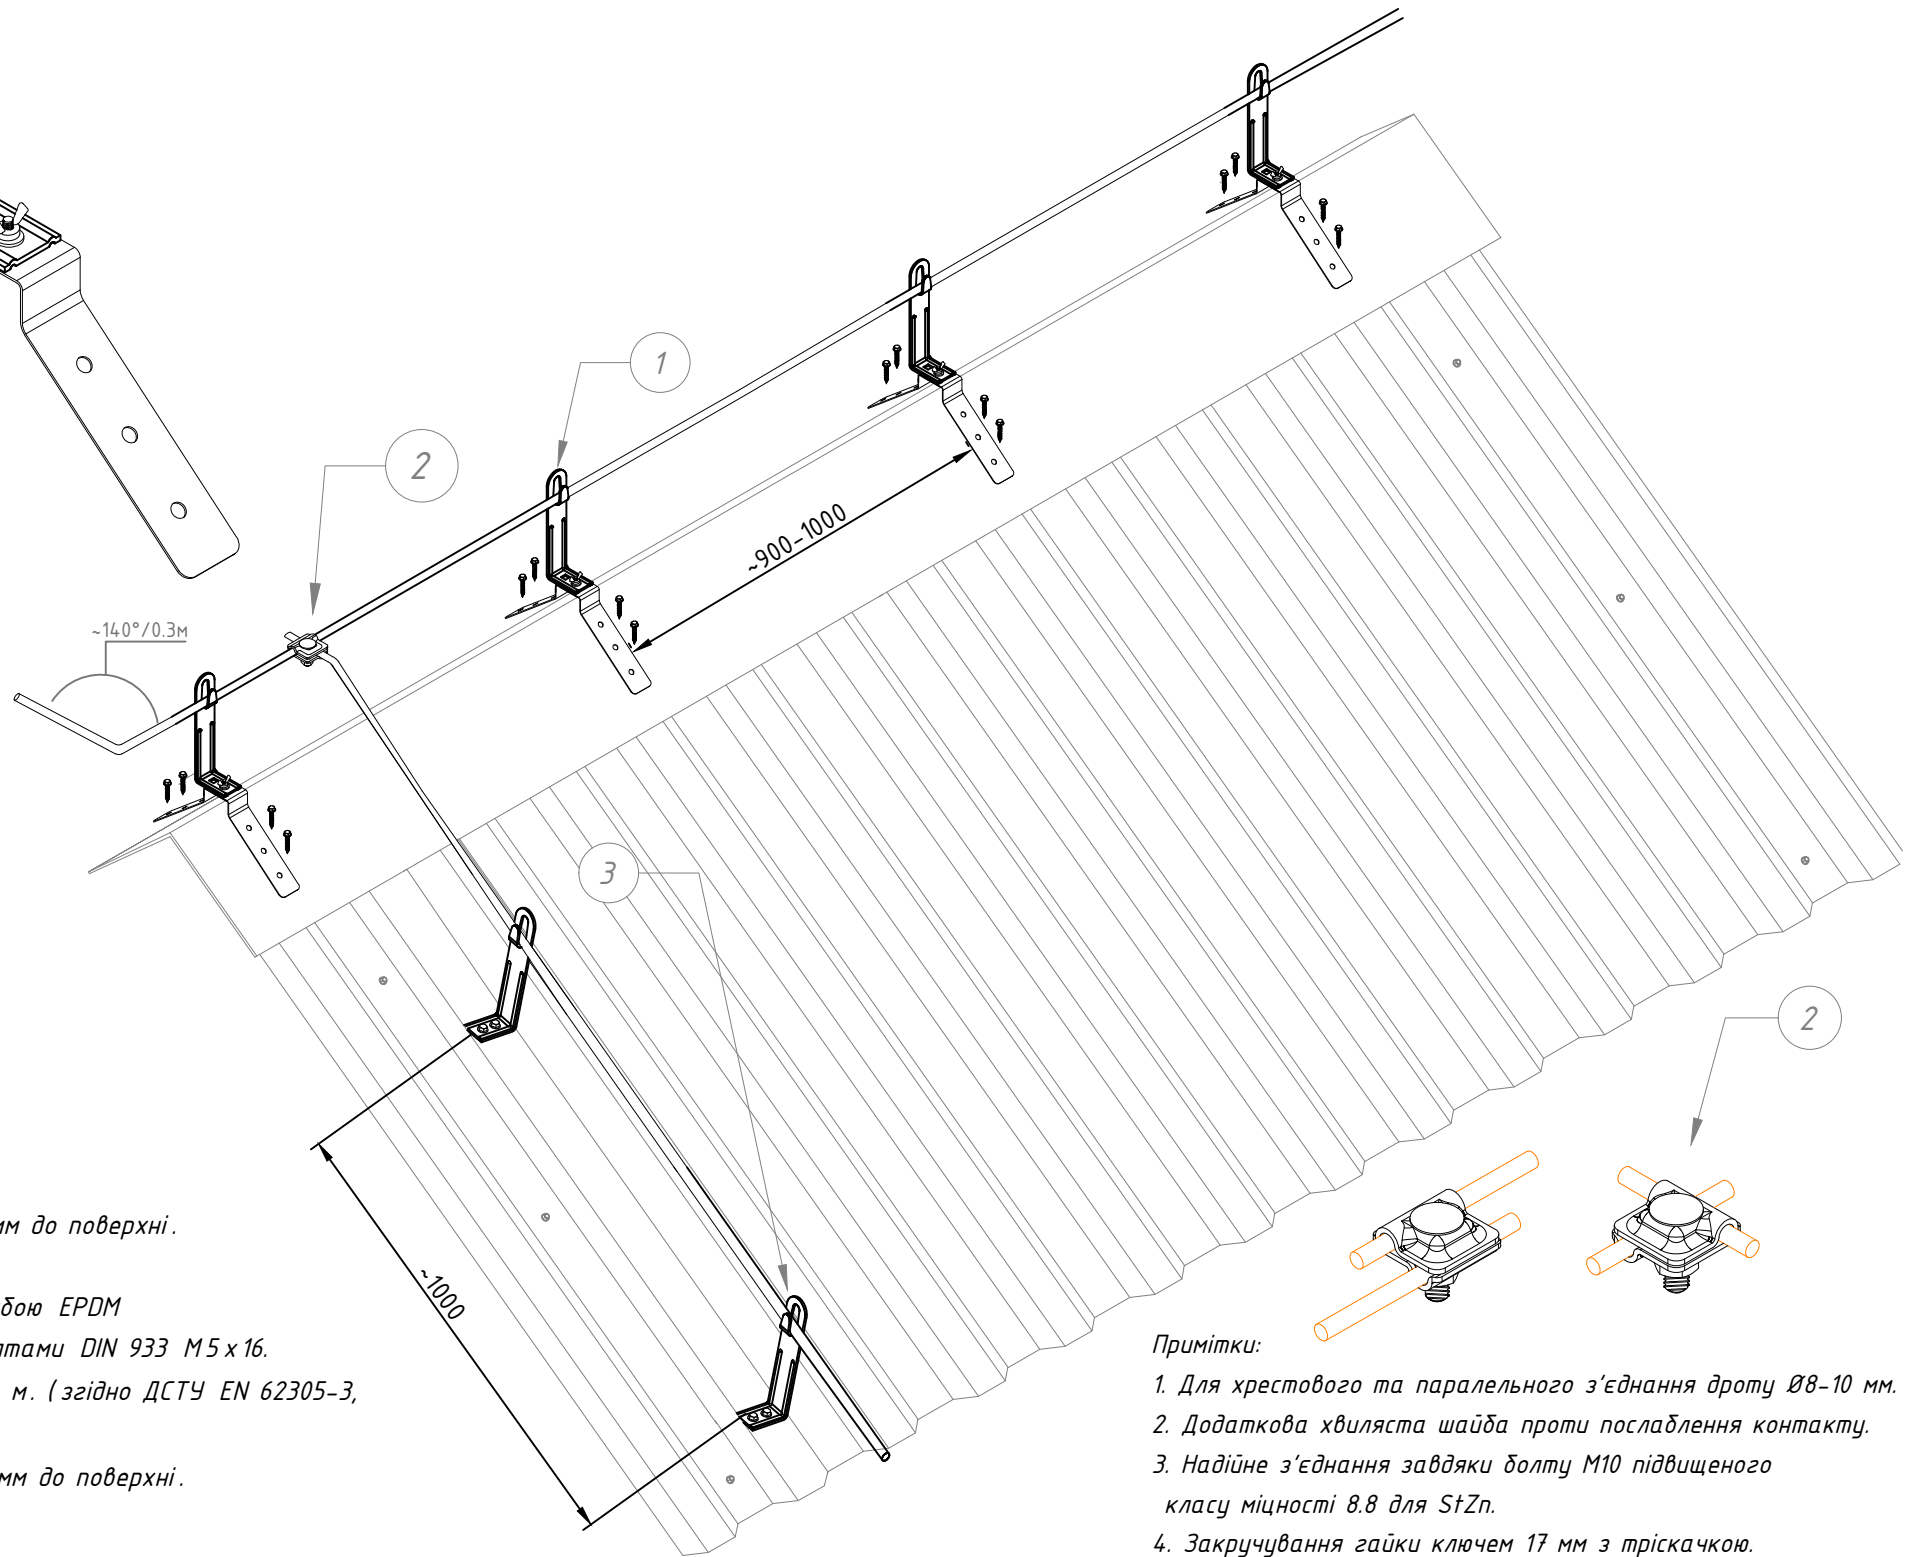 1
2
~900-1000
~140°/0.3м
3
2
~1000
мм до поверхні.
бою EPDM
тами DIN 933 M5x16.
м. (згідно ДСТУ EN 62305-3,
мм до поверхні.
Примітки:
1. Для хрестового та паралельного з'єднання дроту Ø8-10 мм.
2. Додаткова хвиляста шайба проти послаблення контакту.
3. Надійне з'єднання завдяки болту М10 підвищеного
класу міцності 8.8 для StZn.
4. Закручування гайки ключем 17 мм з тріскачкою.